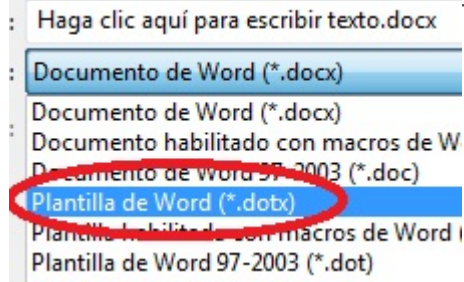 Haga clic aquí para escribir texto.docx
Documento de Word (*.docx)
Documento de Word (*.docx)
Documento habilitado con macros de W
Documento de Word 97-2003 (*.doc)
Plantilla de Word (*.dotx)
Plantilla habilitada con macros de Word (
Plantilla de Word 97-2003 (*.dot)